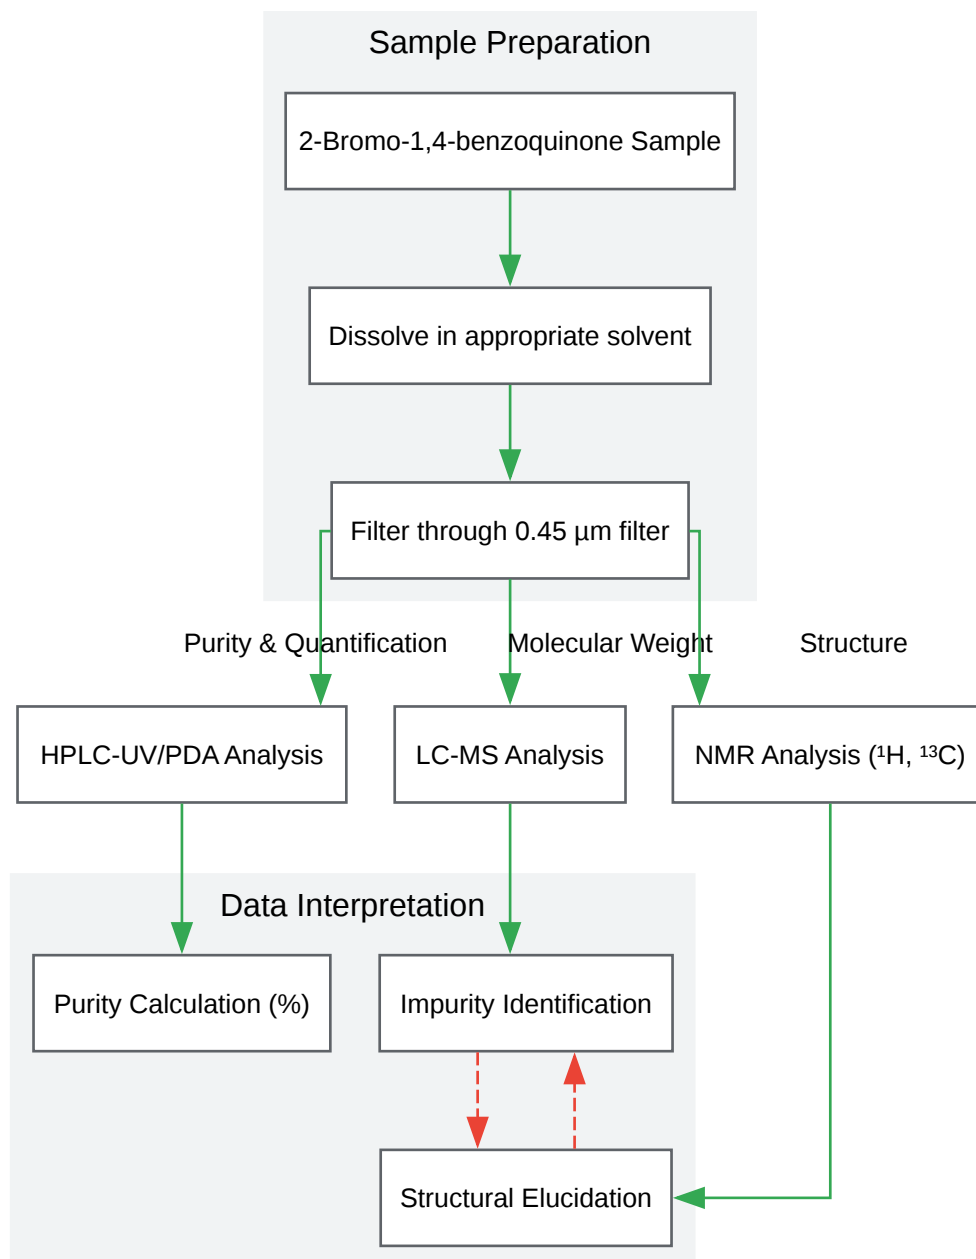 Sample Preparation
2-Bromo-1,4-benzoquinone Sample
Dissolve in appropriate solvent
Filter through 0.45 µm filter
Purity & Quantification
Molecular Weight
Structure
HPLC-UV/PDA Analysis
LC-MS Analysis
NMR Analysis (¹H, ¹³C)
Data Interpretation
Purity Calculation (%)
Impurity Identification
Structural Elucidation